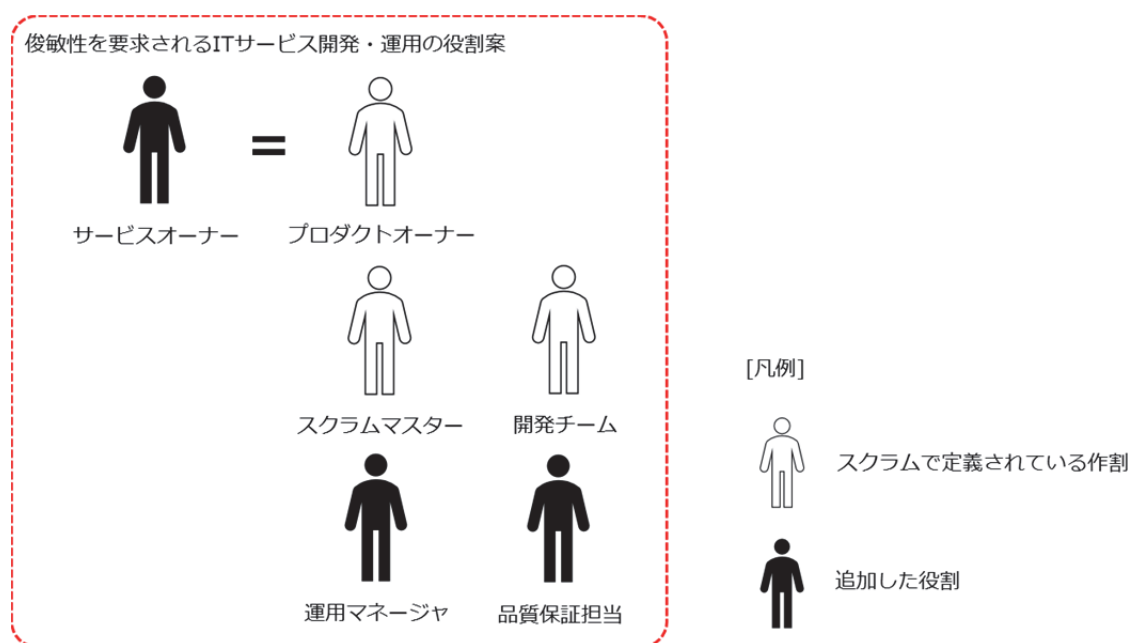 俊敏性を要求されるITサービス開発・運用の役割案
=
サービスオーナー プロダクトオーナー
スクラムマスター 開発チーム
[凡例]
スクラムで定義されている作割
運用マネージャ 品質保証担当
追加した役割